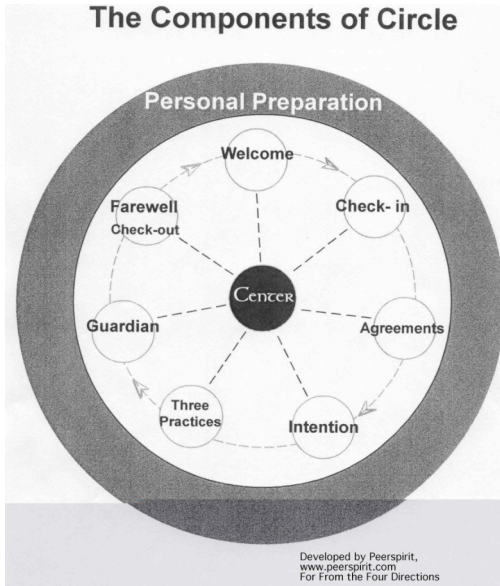 The Components of Circle
Personal Preparation
Welcome
Check- in
Agreements
Intention
Three
Practices
Guardian
Farewell
Check-out
Center
Developed by Peerspirit,
www.peerspirit.com
For From the Four Directions